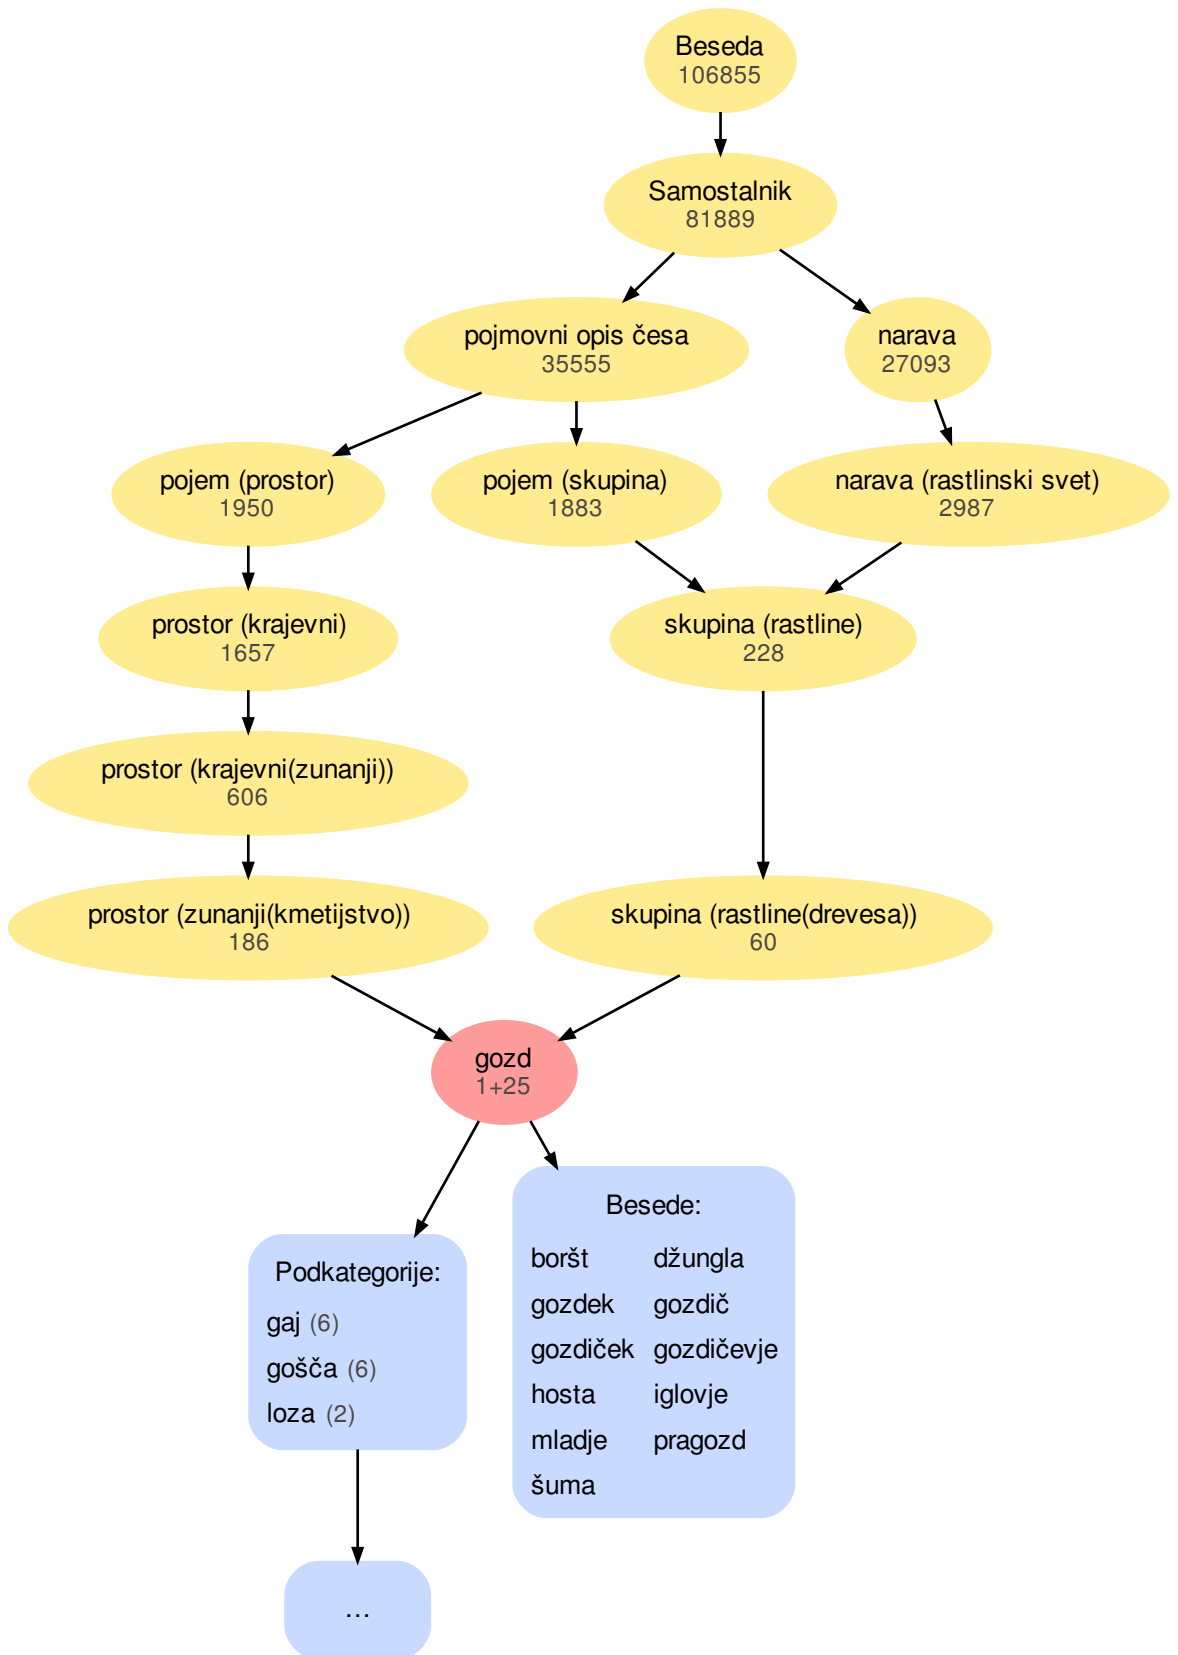 Beseda
106855
Samostalnik
81889
pojmovni opis česa
35555
narava
27093
pojem (prostor)
1950
pojem (skupina)
1883
narava (rastlinski svet)
2987
prostor (krajevni)
1657
skupina (rastline)
228
prostor (krajevni(zunanji))
606
prostor (zunanji(kmetijstvo))
186
skupina (rastline(drevesa))
60
gozd
1+25
Podkategorije:
gaj (6)
gošča (6)
loza (2)
Besede:
boršt džungla
gozdek gozdič
gozdiček gozdičevje
hosta iglovje
mladje pragozd
šuma
...